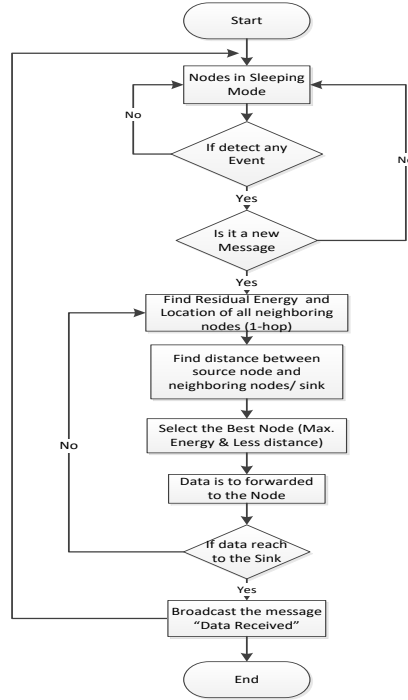 Start
Nodes in Sleeping
Mode
No
If detect any
Event
No
Yes
Is it a new
Message
Yes
Find Residual Energy and
Location of all neighboring
nodes (1-hop)
Find distance between
source node and
neighboring nodes/ sink
Select the Best Node (Max.
Energy & Less distance)
No
Data is to forwarded
to the Node
If data reach
to the Sink
Yes
Broadcast the message
“Data Received”
End